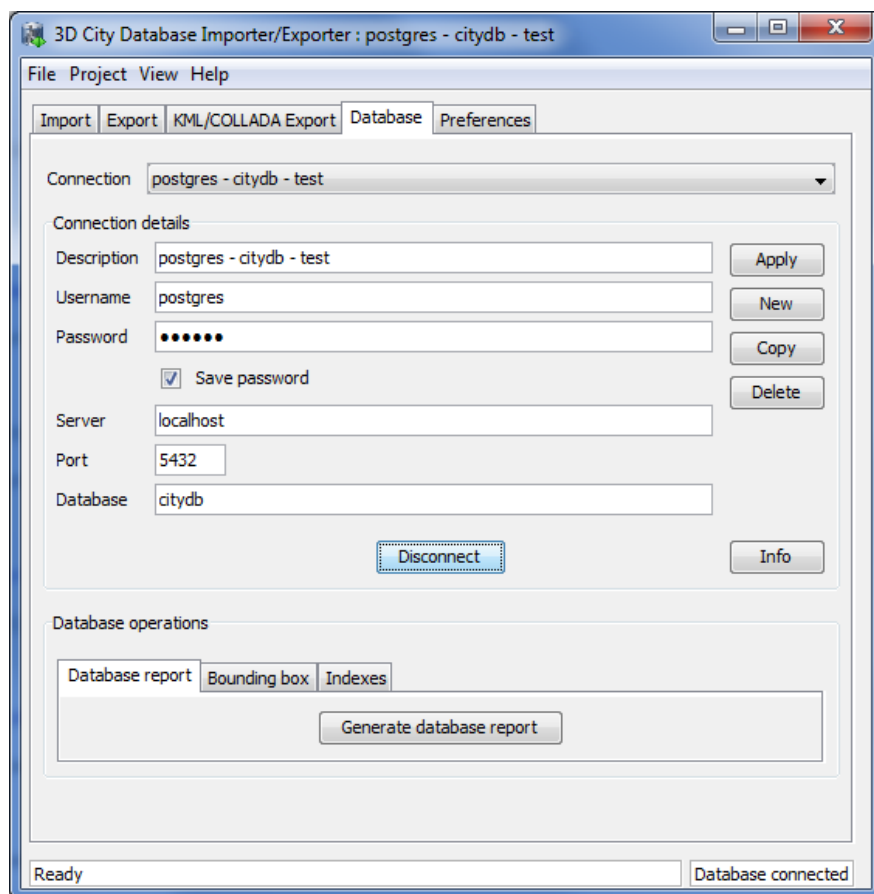 3D City Database Importer/Exporter : postgres - citydb - test
File Project View Help
Import Export KML/COLLADA Export Database Preferences
Connection postgres - citydb - test
Connection details
Description postgres - citydb - test Apply
Username postgres New
Password •••••• Copy
Save password Delete
Server localhost
Port 5432
Database citydb
Disconnect Info
Database operations
Database report Bounding box Indexes
Generate database report
Ready Database connected